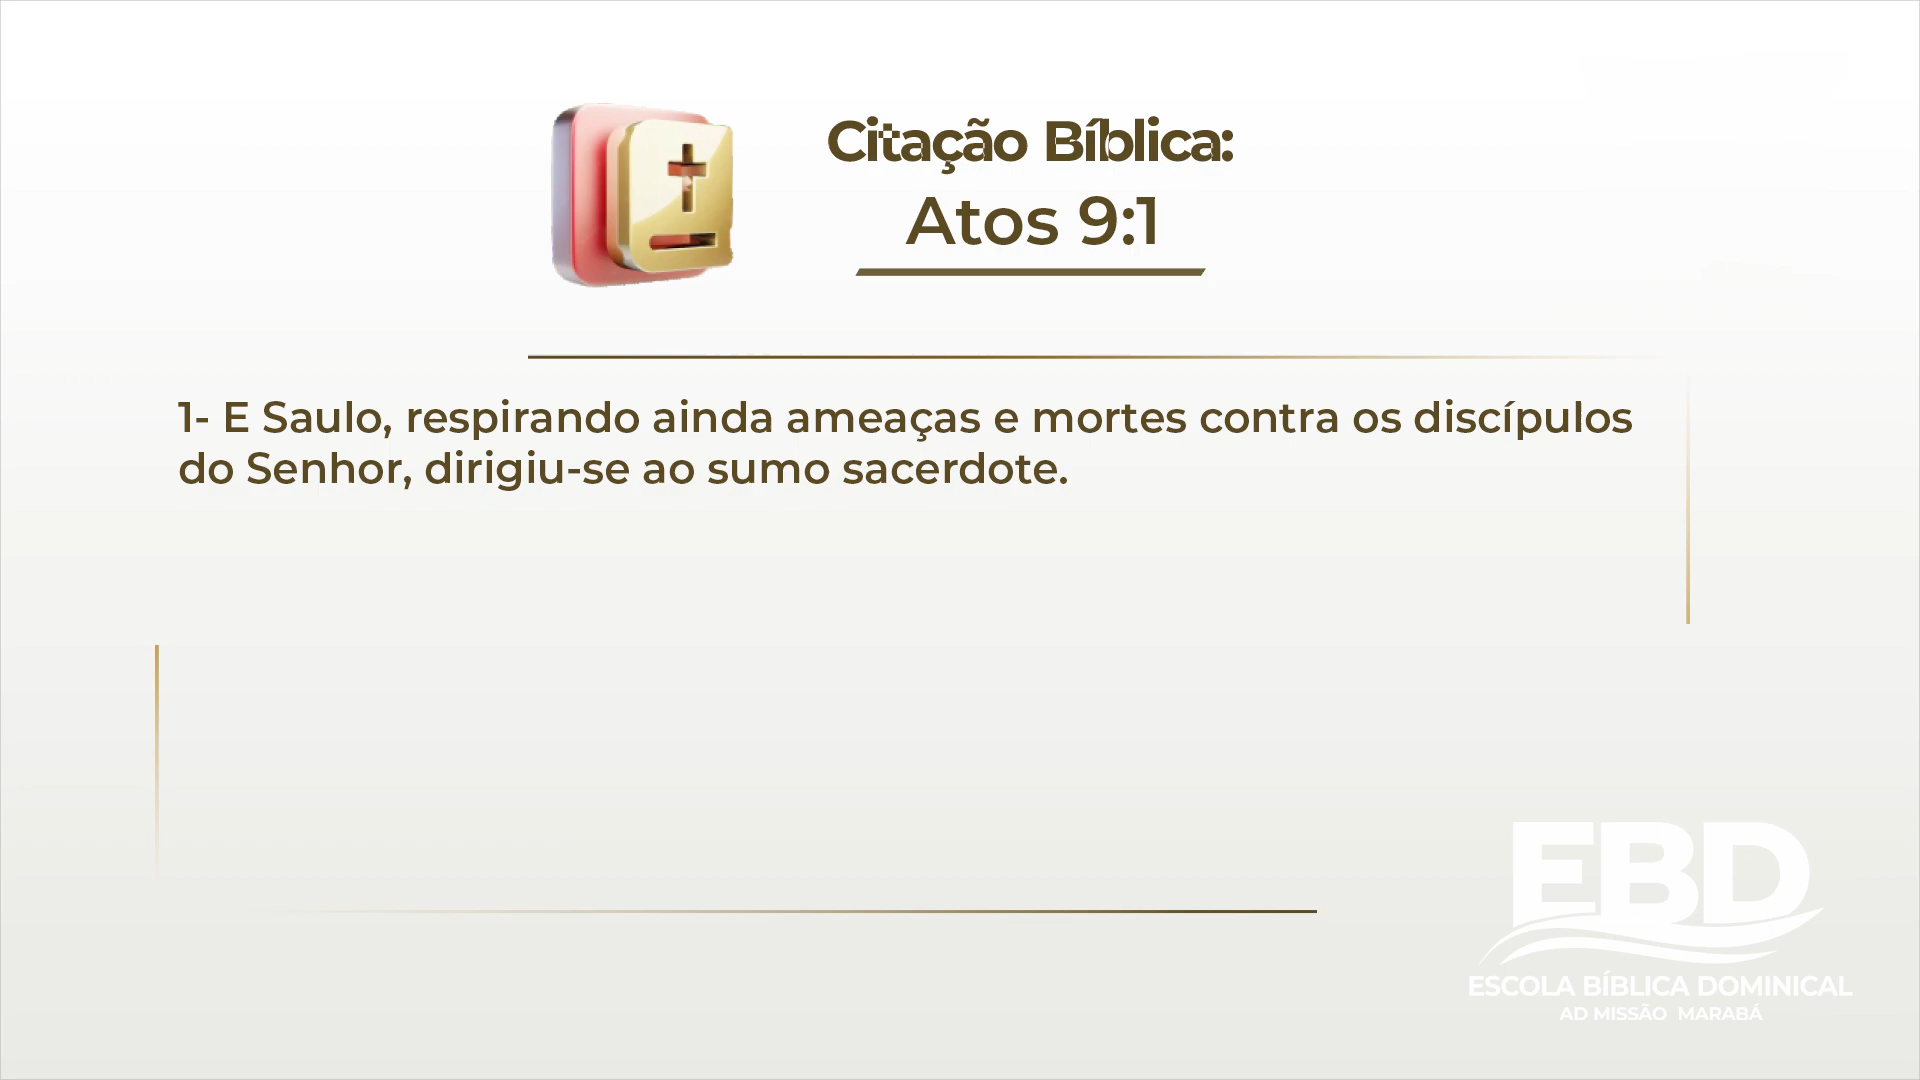 Citação Bíblica:
Atos 9:1
1- E Saulo, respirando ainda ameaças e mortes contra os discípulos
do Senhor, dirigiu-se ao sumo sacerdote.
EBD
ESCOLA BÍBLICA DOMINICAL
AD MISSÃO MARABÁ